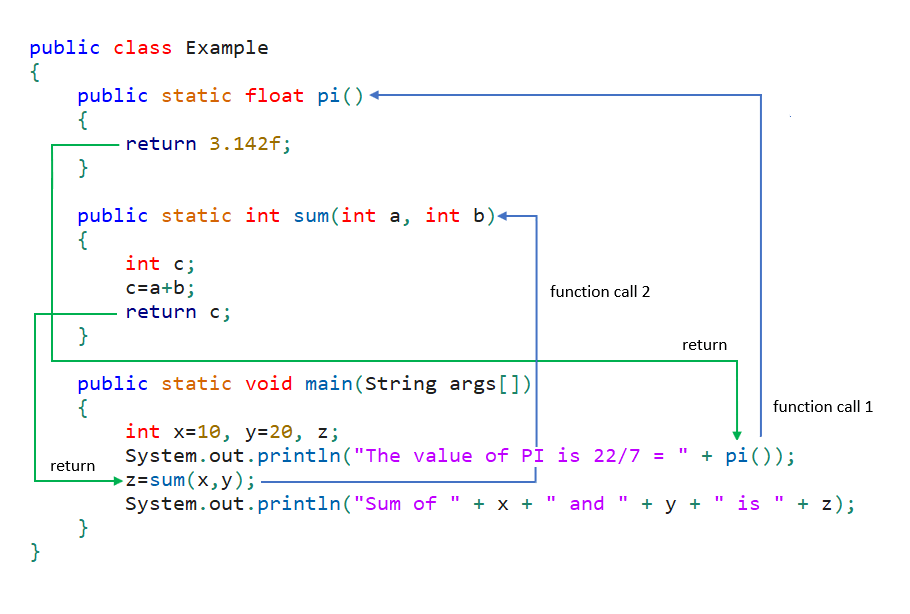 public class Example
{
public static float pi()
{
return 3.142f;
}
public static int sum(int a, int b)
{
int c;
c=a+b;
function call 2
return c;
}
return
public static void main(String args[])
{
function call 1
int x=10, y=20, z;
System.out.println("The value of PI is 22/7 = " + pi());
return
z=sum(x,y);
System.out.println("Sum of " + x + " and " + y + " is " + z);
}
}